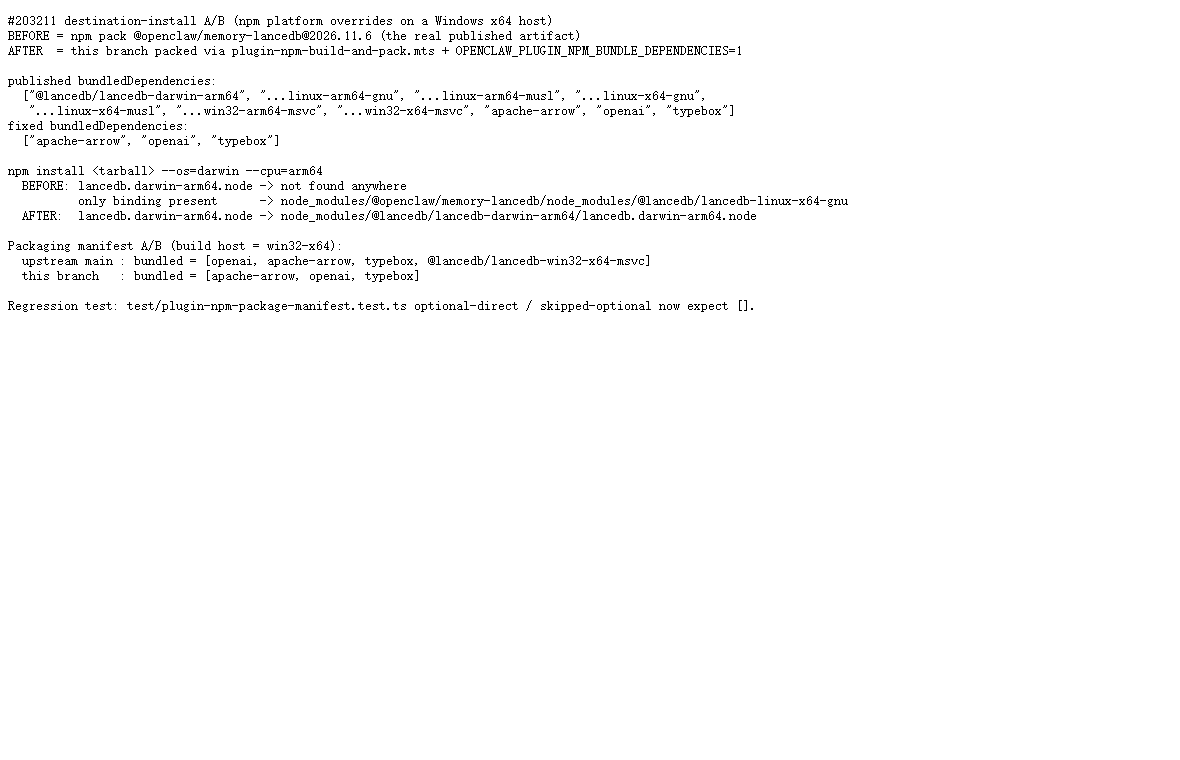 #203211 destination-install A/B (npm platform overrides on a Windows x64 host)
BEFORE = npm pack @openclaw/memory-lancedb@2026.11.6 (the real published artifact)
AFTER  = this branch packed via plugin-npm-build-and-pack.mts + OPENCLAW_PLUGIN_NPM_BUNDLE_DEPENDENCIES=1
published bundledDependencies:
["@lancedb/lancedb-darwin-arm64", "...linux-arm64-gnu", "...linux-arm64-musl", "...linux-x64-gnu",
"...linux-x64-musl", "...win32-arm64-msvc", "...win32-x64-msvc", "apache-arrow", "openai", "typebox"]
fixed bundledDependencies:
["apache-arrow", "openai", "typebox"]
npm install <tarball> --os=darwin --cpu=arm64
BEFORE: lancedb.darwin-arm64.node -> not found anywhere
only binding present      -> node_modules/@openclaw/memory-lancedb/node_modules/@lancedb/lancedb-linux-x64-gnu
AFTER:  lancedb.darwin-arm64.node -> node_modules/@lancedb/lancedb-darwin-arm64/lancedb.darwin-arm64.node
Packaging manifest A/B (build host = win32-x64):
upstream main : bundled = [openai, apache-arrow, typebox, @lancedb/lancedb-win32-x64-msvc]
this branch   : bundled = [apache-arrow, openai, typebox]
Regression test: test/plugin-npm-package-manifest.test.ts optional-direct / skipped-optional now expect [].